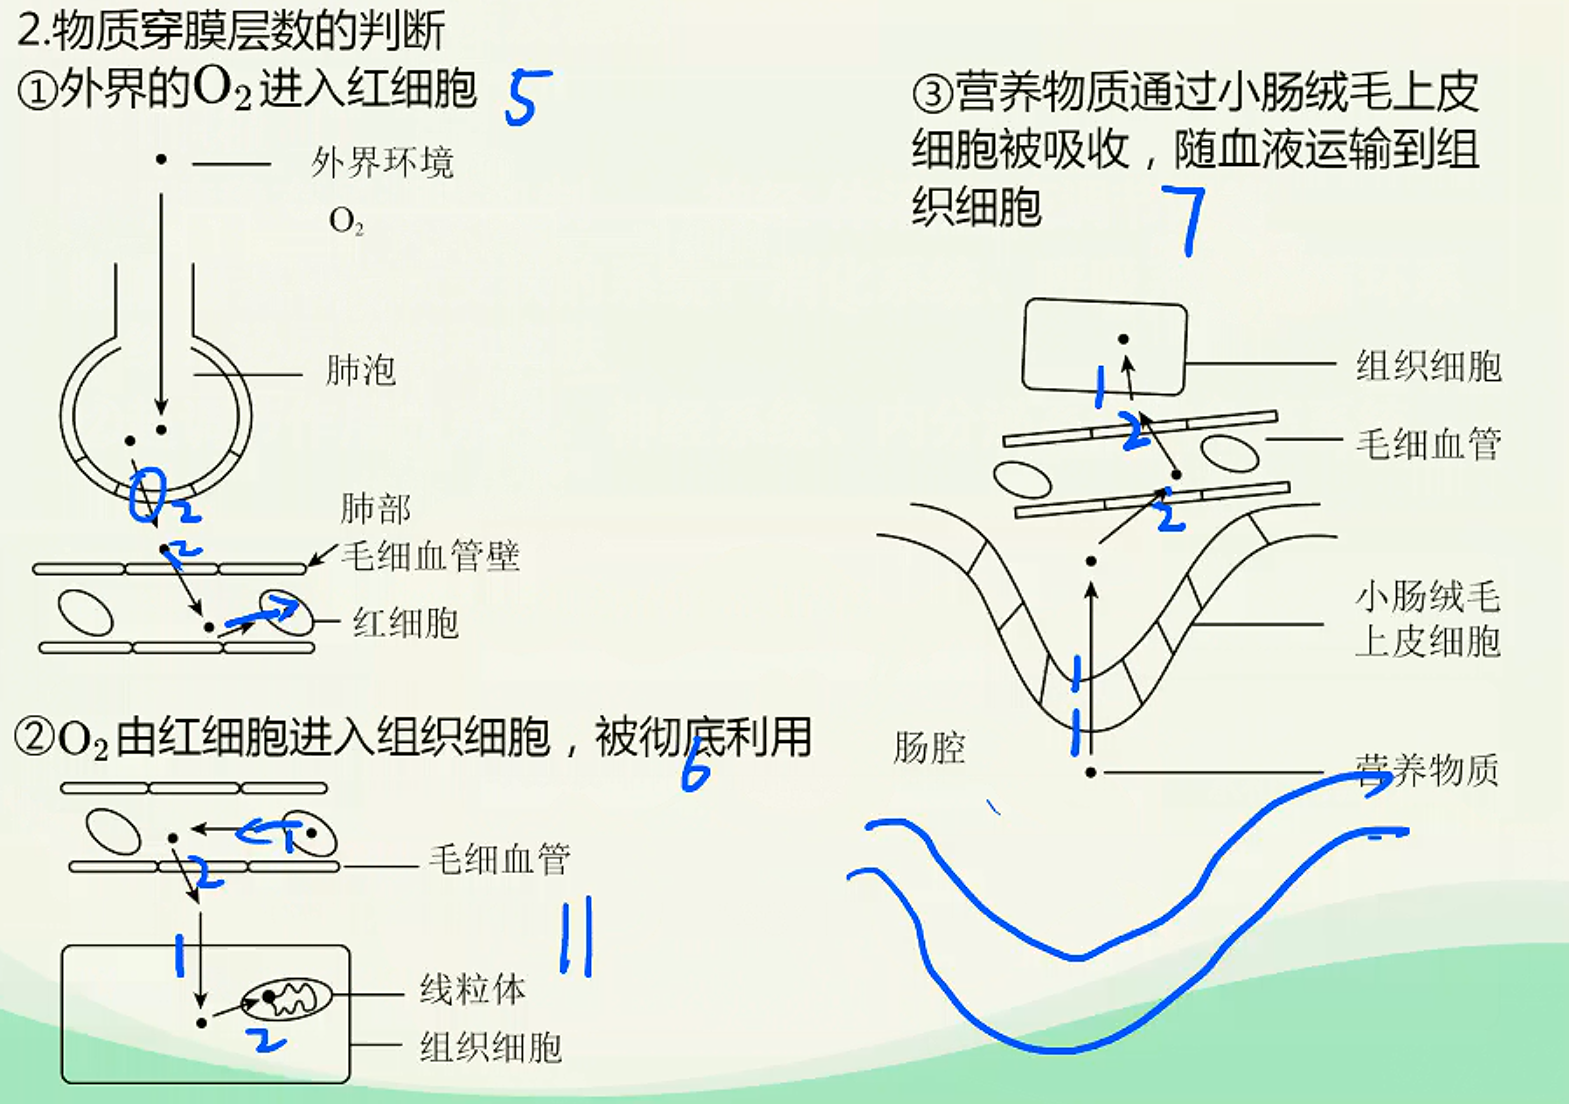 2.物质穿膜层数的判断
①外界的O₂进入红细胞 5
外界环境
O₂
肺泡
O 2
肺部
2
毛细血管壁
红细胞
②O₂由红细胞进入组织细胞，被彻底利用
6
1
2
毛细血管
11
1
线粒体
2
组织细胞
③营养物质通过小肠绒毛上皮
细胞被吸收，随血液运输到组
织细胞
7
组织细胞
1
2
毛细血管
2
小肠绒毛
上皮细胞
1
1
肠腔
营养物质